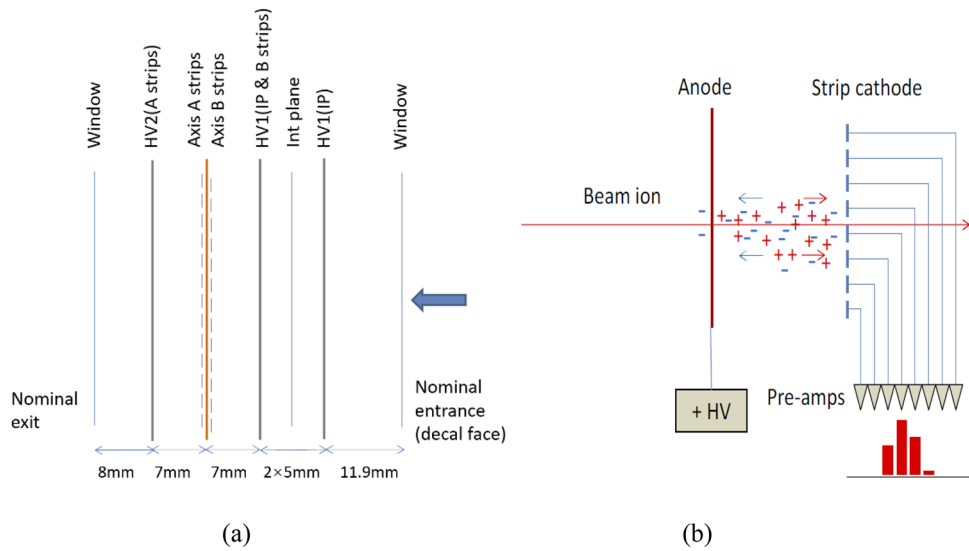 Window
HV2(A strips)
Axis A strips
Axis B strips
HV1(IP & B strips)
Int plane
HV1(IP)
Window
Nominal
exit
Nominal
entrance
(decal face)
8mm
7mm
7mm
2×5mm
11.9mm
(a)
Anode
Strip cathode
Beam ion
+ HV
Pre-amps
(b)